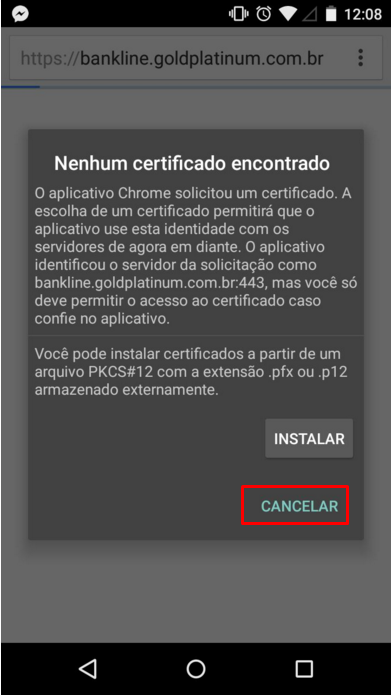 12:08
https://bankline.goldplatinum.com.br
Nenhum certificado encontrado
O aplicativo Chrome solicitou um certificado. A
escolha de um certificado permitirá que o
aplicativo use esta identidade com os
servidores de agora em diante. O aplicativo
identificou o servidor da solicitação como
bankline.goldplatinum.com.br:443, mas você só
deve permitir o acesso ao certificado caso
confie no aplicativo.
Você pode instalar certificados a partir de um
arquivo PKCS#12 com a extensão .pfx ou .p12
armazenado externamente.
INSTALAR
CANCELAR